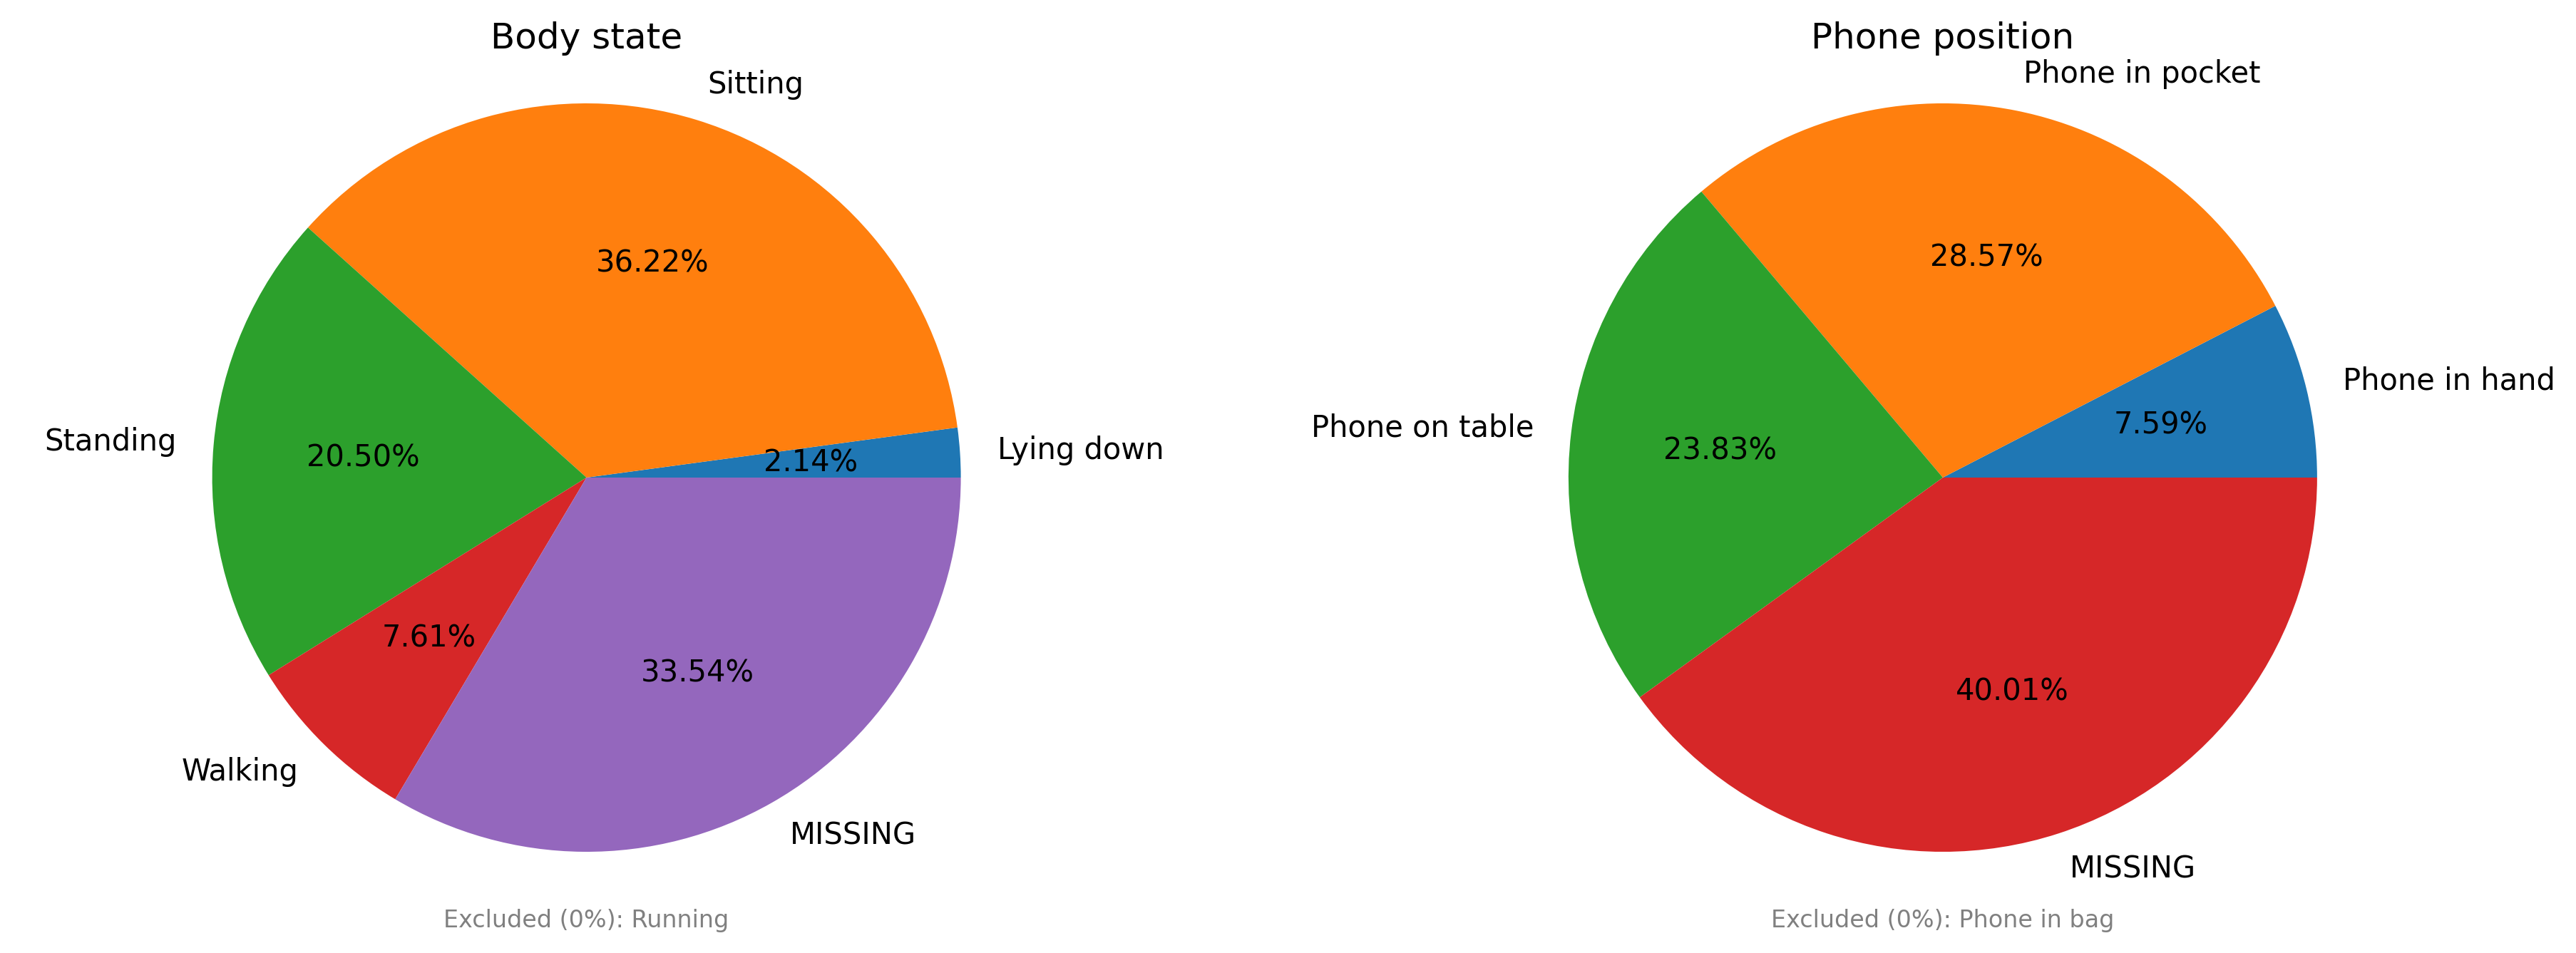 Body state
Sitting
36.22%
Standing
20.50%
2.14%
Lying down
7.61%
Walking
33.54%
MISSING
Excluded (0%): Running
Phone position
Phone in pocket
28.57%
Phone in hand
7.59%
Phone on table
23.83%
40.01%
MISSING
Excluded (0%): Phone in bag